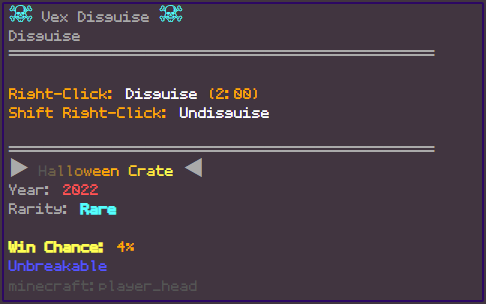 ☠ Vex Disguise ☠
Disguise
Right-Click: Disguise (2:00)
Shift Right-Click: Undisguise
▶ Halloween Crate ◀
Year: 2022
Rarity: Rare
Win Chance: 4%
Unbreakable
minecraft:player_head